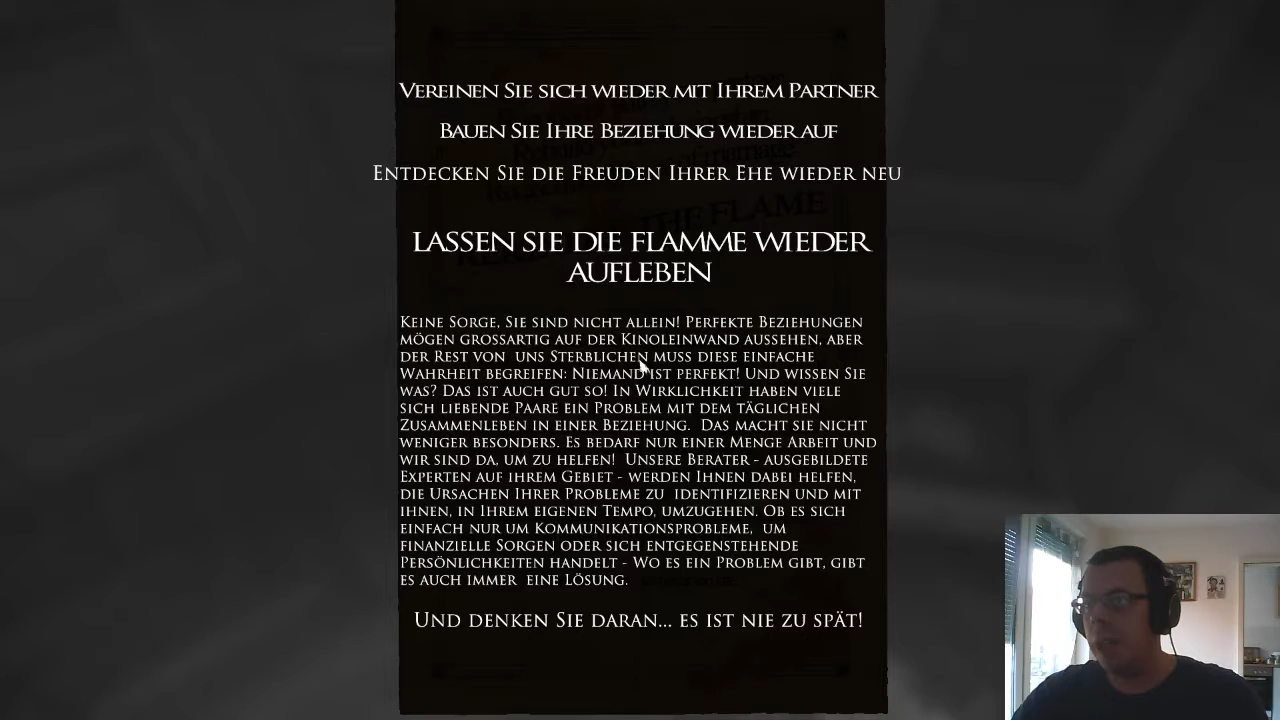 Vereinen Sie sich wieder mit Ihrem Partner
Bauen Sie Ihre Beziehung wieder auf
Entdecken Sie die Freuden Ihrer Ehe wieder neu
LASSEN SIE DIE FLAMME WIEDER
AUFLEBEN
Keine Sorge, Sie sind nicht allein! Perfekte Beziehungen
mögen grossartig auf der Kinoleinwand aussehen, aber
der Rest von uns Sterblichen muss diese einfache
Wahrheit begreifen: Niemand ist perfekt! Und wissen Sie
was? Das ist auch gut so! In Wirklichkeit haben viele
sich liebende Paare ein Problem mit dem täglichen
Zusammenleben in einer Beziehung. Das macht sie nicht
weniger besonders. Es bedarf nur einer Menge Arbeit und
wir sind da, um zu helfen! Unsere Berater - ausgebildete
Experten auf ihrem Gebiet - werden Ihnen dabei helfen,
die Ursachen Ihrer Probleme zu identifizieren und mit
ihnen, in Ihrem eigenen Tempo, umzugehen. Ob es sich
einfach nur um Kommunikationsprobleme, um
finanzielle Sorgen oder sich entgegenstehende
Persönlichkeiten handelt - Wo es ein Problem gibt, gibt
es auch immer eine Lösung.
Und denken Sie daran... es ist nie zu spät!
THE FLAME